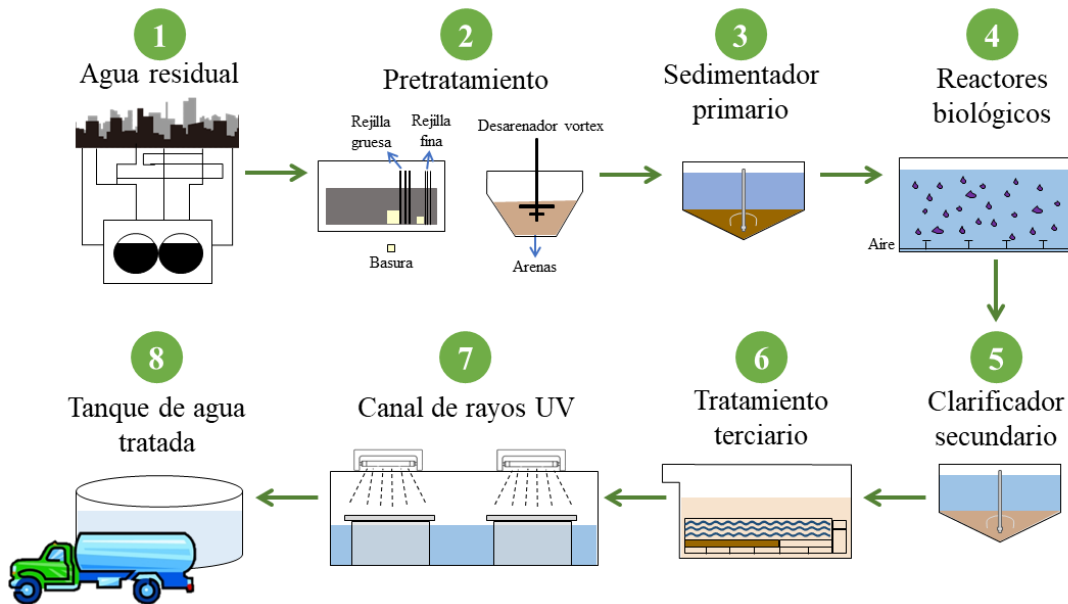 1
Agua residual
2
Pretratamiento
Rejilla
gruesa
Rejilla
fina
Basura
Desarenador vortex
Arenas
3
Sedimentador
primario
4
Reactores
biológicos
Aire
5
Clarificador
secundario
6
Tratamiento
terciario
7
Canal de rayos UV
8
Tanque de agua
tratada